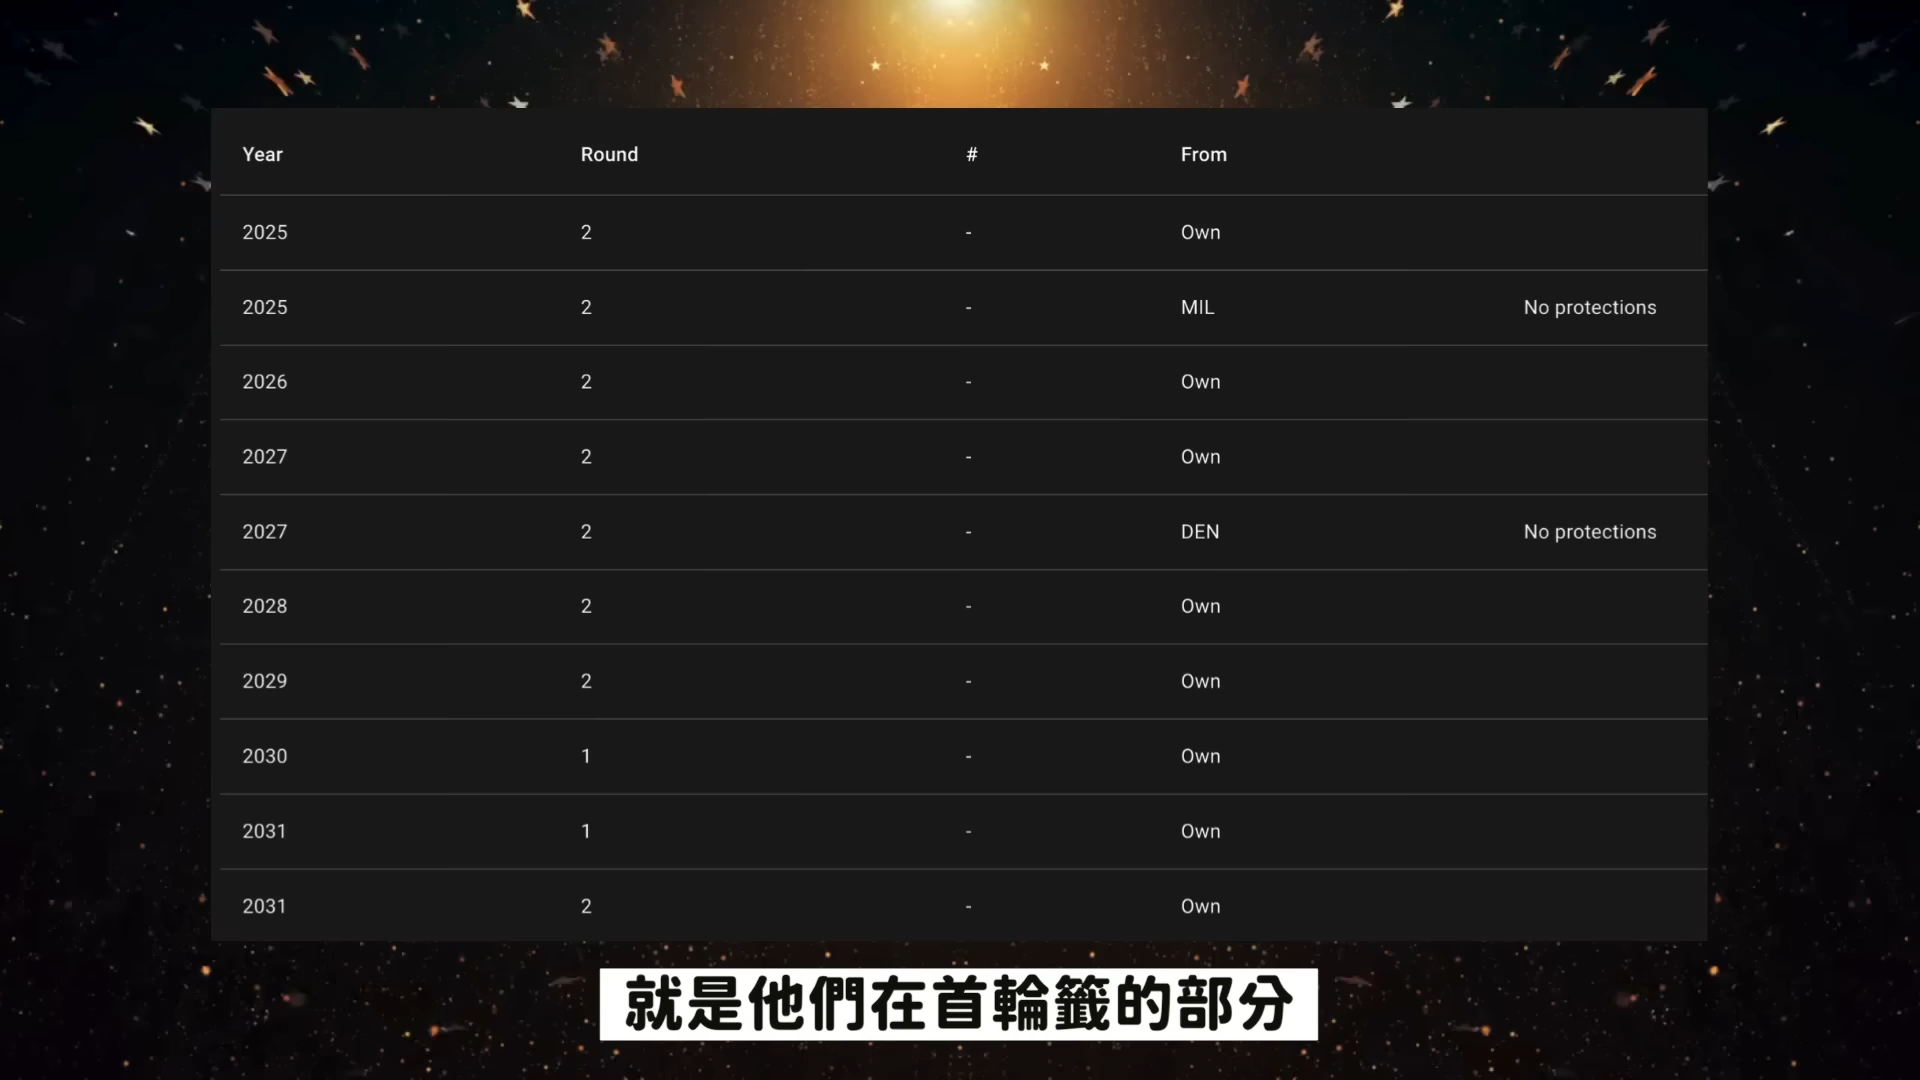 Year Round # From
2025 2 - Own
2025 2 - MIL No protections
2026 2 - Own
2027 2 - Own
2027 2 - DEN No protections
2028 2 - Own
2029 2 - Own
2030 1 - Own
2031 1 - Own
2031 2 - Own
就是他們在首輪籤的部分